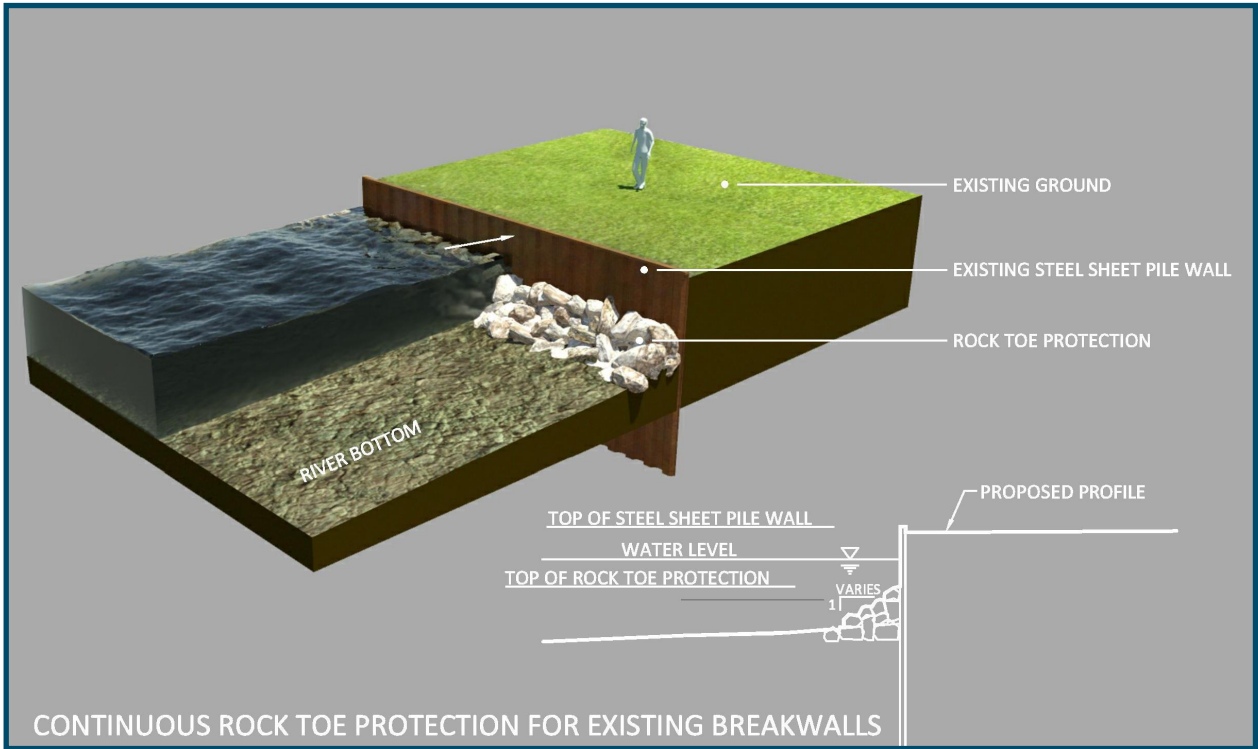 EXISTING GROUND
EXISTING STEEL SHEET PILE WALL
ROCK TOE PROTECTION
RIVER BOTTOM
PROPOSED PROFILE
TOP OF STEEL SHEET PILE WALL
WATER LEVEL
TOP OF ROCK TOE PROTECTION
VARIES
1
CONTINUOUS ROCK TOE PROTECTION FOR EXISTING BREAKWALLS